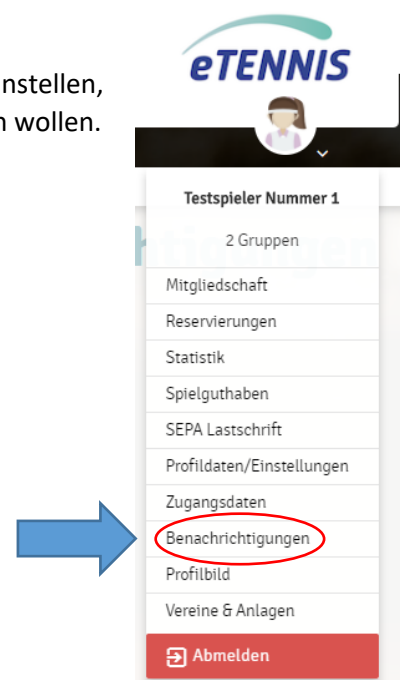 eTENNIS
nstellen,
n wollen.
Testspieler Nummer 1
2 Gruppen
Mitgliedschaft
Reservierungen
Statistik
Spielguthaben
SEPA Lastschrift
Profildaten/Einstellungen
Zugangsdaten
Benachrichtigungen
Profilbild
Vereine & Anlagen
Abmelden